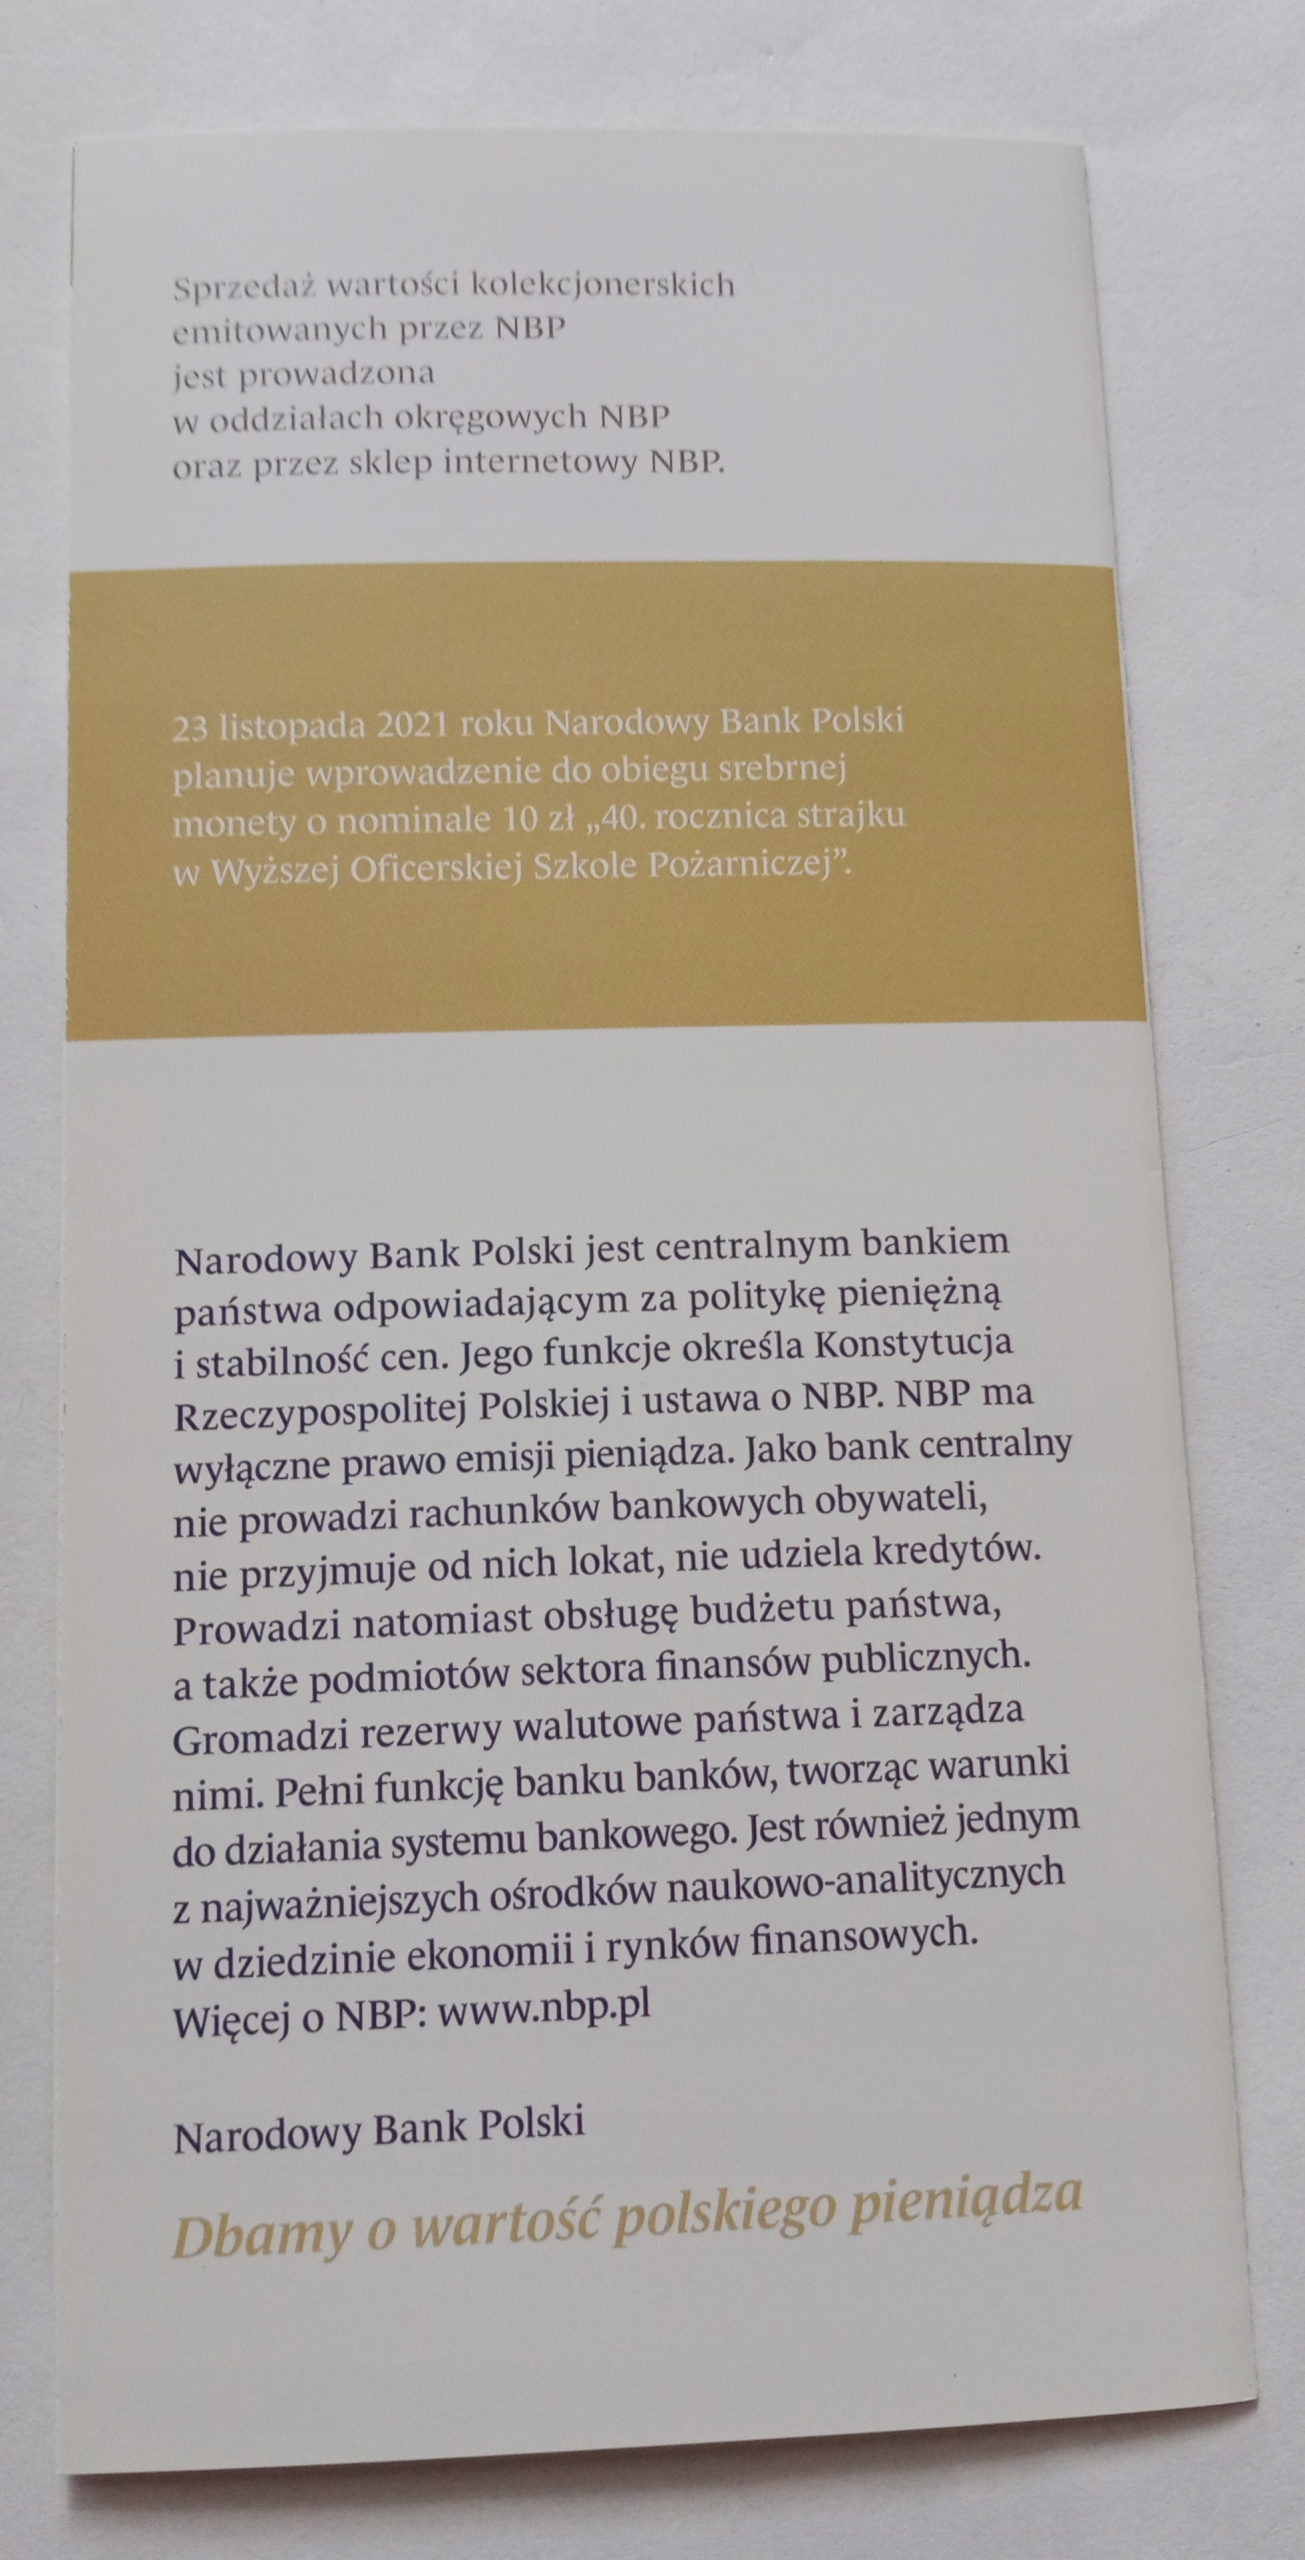 Sprzedaż wartości kolekcjonerskich
emitowanych przez NBP
jest prowadzona
w oddziałach okręgowych NBP
oraz przez sklep internetowy NBP.
23 listopada 2021 roku Narodowy Bank Polski
planuje wprowadzenie do obiegu srebrnej
monety o nominale 10 zł „40. rocznica strajku
w Wyższej Oficerskiej Szkole Pożarniczej”.
Narodowy Bank Polski jest centralnym bankiem
państwa odpowiadającym za politykę pieniężną
i stabilność cen. Jego funkcje określa Konstytucja
Rzeczypospolitej Polskiej i ustawa o NBP. NBP ma
wyłączne prawo emisji pieniądza. Jako bank centralny
nie prowadzi rachunków bankowych obywateli,
nie przyjmuje od nich lokat, nie udziela kredytów.
Prowadzi natomiast obsługę budżetu państwa,
a także podmiotów sektora finansów publicznych.
Gromadzi rezerwy walutowe państwa i zarządza
nimi. Pełni funkcję banku banków, tworząc warunki
do działania systemu bankowego. Jest również jednym
z najważniejszych ośrodków naukowo-analitycznych
w dziedzinie ekonomii i rynków finansowych.
Więcej o NBP: www.nbp.pl
Narodowy Bank Polski
Dbamy o wartość polskiego pieniądza